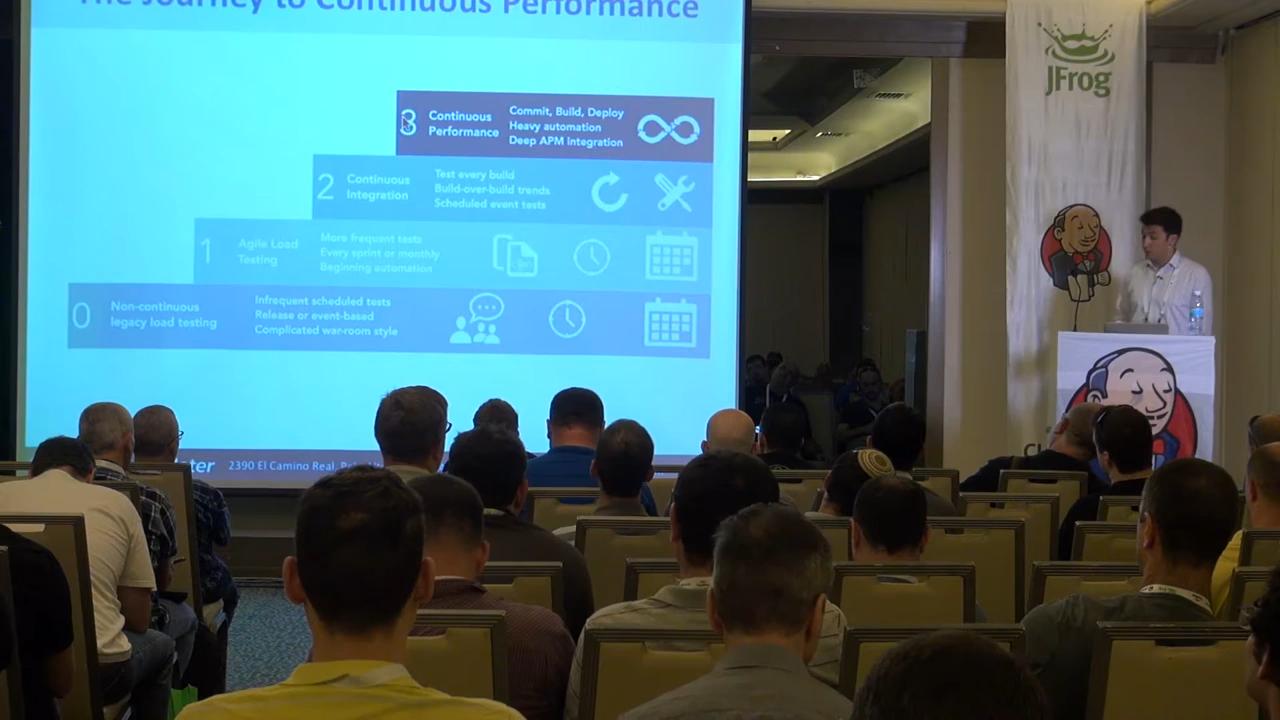 The Journey to Continuous Performance
3 Continuous Performance
Commit, Build, Deploy
Heavy automation
Deep APM integration
2 Continuous Integration
Test every build
Build-over-build trends
Scheduled event tests
1 Agile Load Testing
More frequent tests
Every sprint or monthly
Beginning automation
0 Non-continuous legacy load testing
Infrequent scheduled tests
Release or event-based
Complicated war-room style
2390 El Camino Real,
JFrog